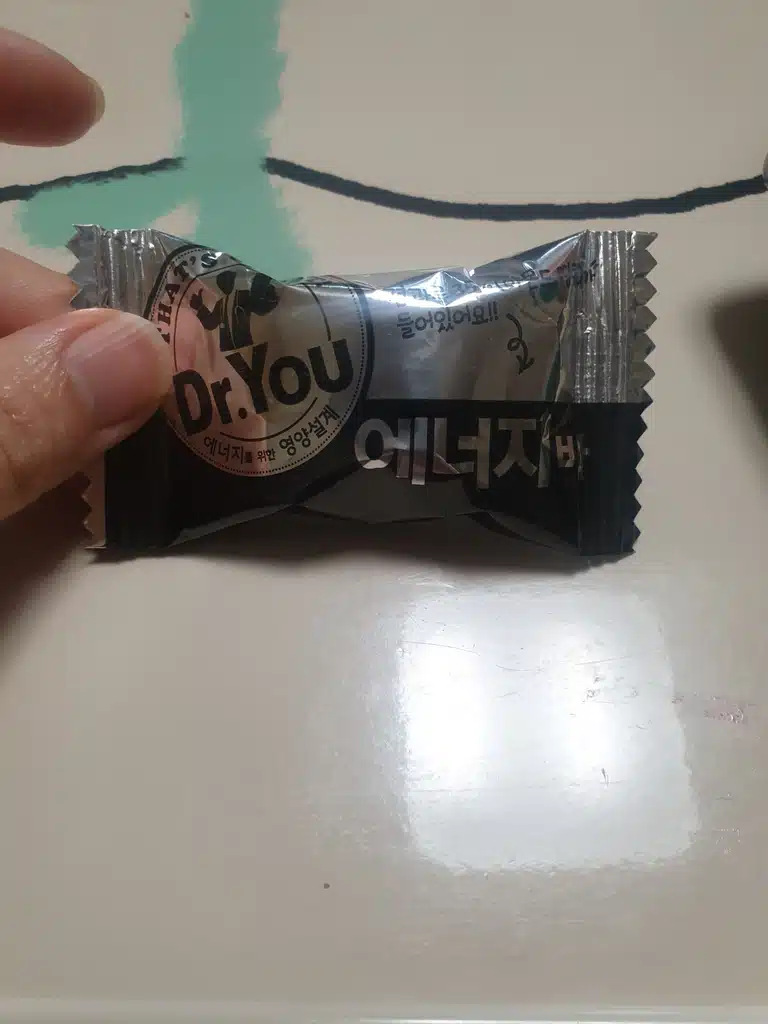 THAT'S
Dr.You
에너지를 위한 영양설계
들어있어요!!
에너지바